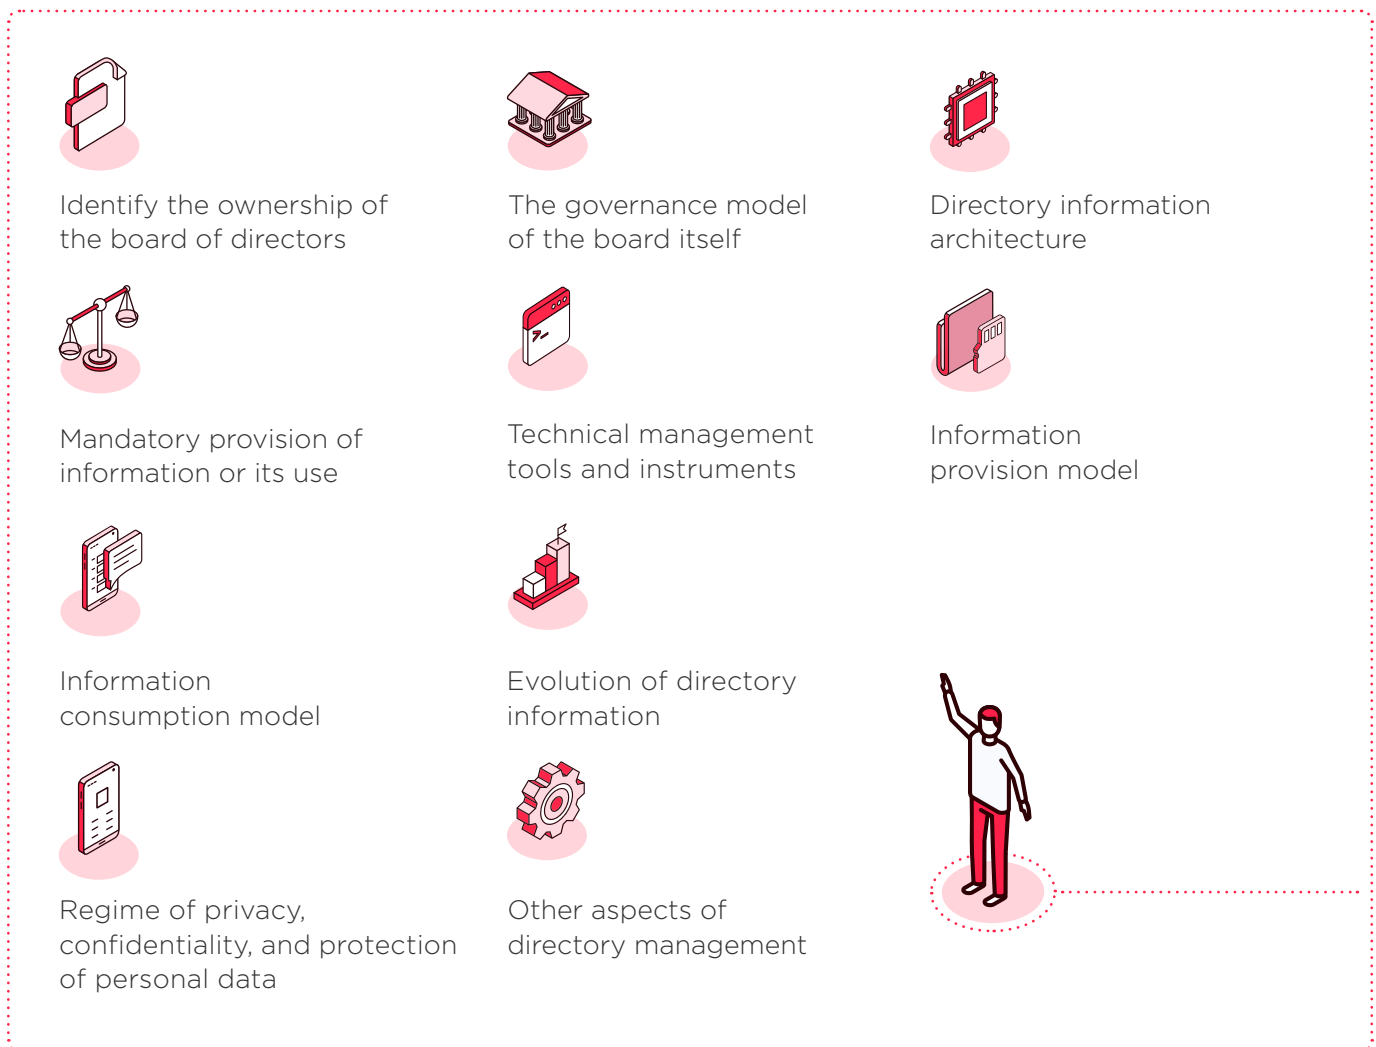 Identify the ownership of
the board of directors
The governance model
of the board itself
Directory information
architecture
Mandatory provision of
information or its use
Technical management
tools and instruments
Information
provision model
Information
consumption model
Evolution of directory
information
Regime of privacy,
confidentiality, and protection
of personal data
Other aspects of
directory management